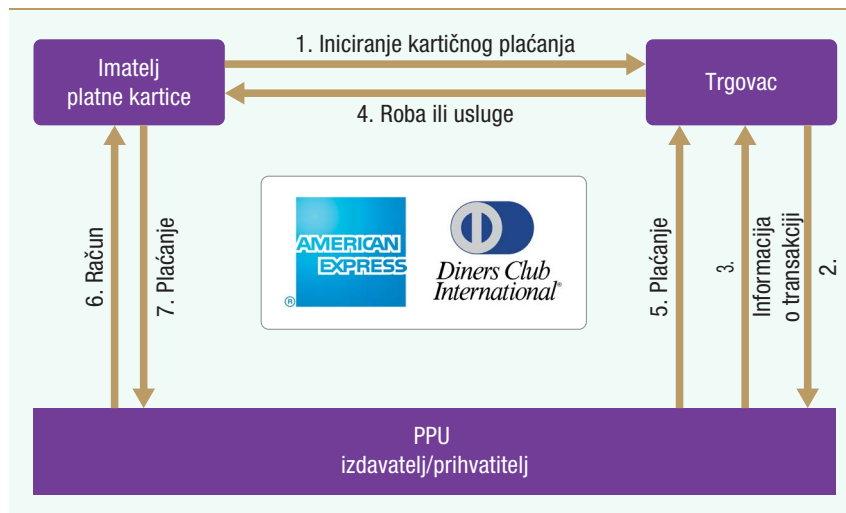 1. Iniciranje kartičnog plaćanja
Imatelj
platne kartice
Trgovac
4. Roba ili usluge
6. Račun
7. Plaćanje
AMERICAN
EXPRESS
®
Diners Club
International®
5. Plaćanje
3.
Informacija
o transakciji
2.
PPU
izdavatelj/prihvatitelj